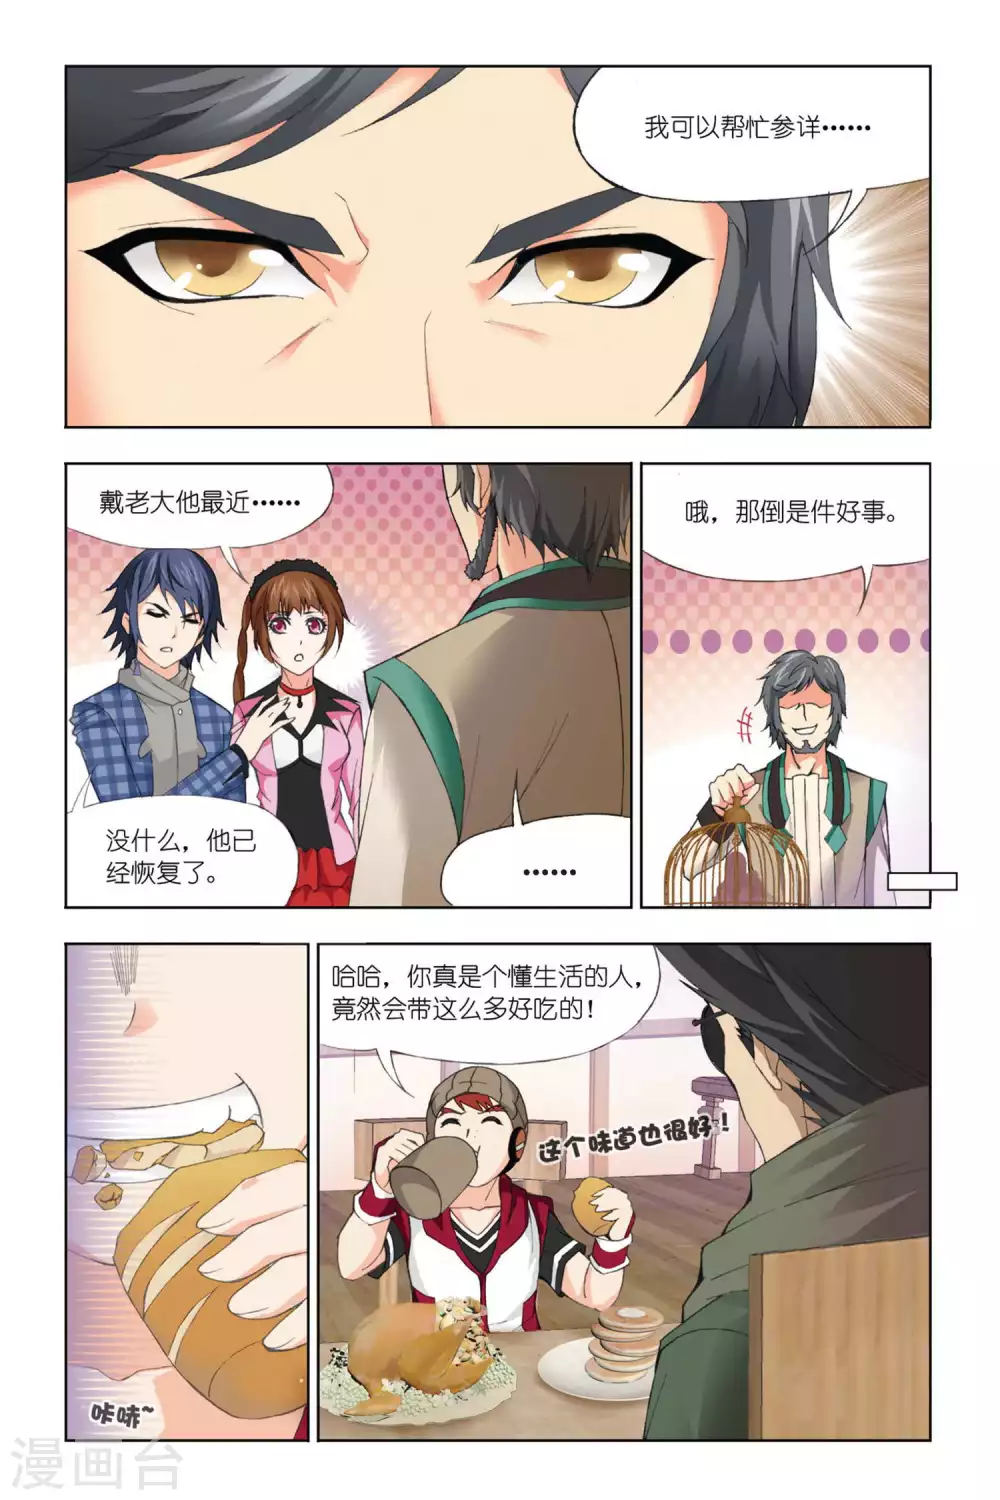 我可以帮忙参详⋯⋯
戴老大他最近⋯⋯
没什么，他已
经恢复了。
⋯⋯
哦，那倒是件好事。
哈哈，你真是个懂生活的人，
竟然会带这么多好吃的！
这个味道也很好！
咔哧~
漫画台